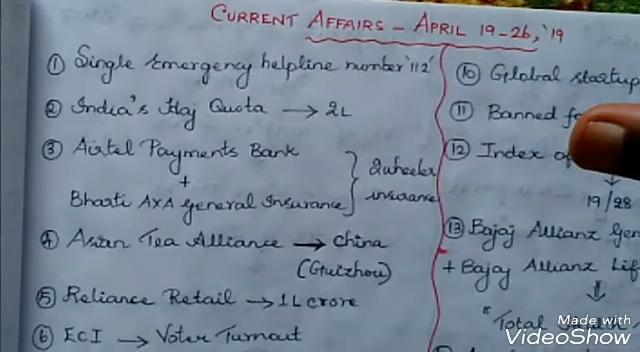 CURRENT AFFAIRS - APRIL 19-26, '19
① Single Emergency helpline number '112'
② India's Haj Quota → 2L
③ Airtel Payments Bank
+
Bharti AXA General Insurance
2 wheeler
insurance
④ Asian Tea Alliance → China
(Guizhou)
⑤ Reliance Retail → 1L crore
⑥ ECI → Voter Turnout
⑩ Global startup
⑪ Banned
⑫ Index of
19/28
⑬ Bajaj Allianz Gen
+ Bajaj Allianz Lif
"Total
Made with
VideoShow